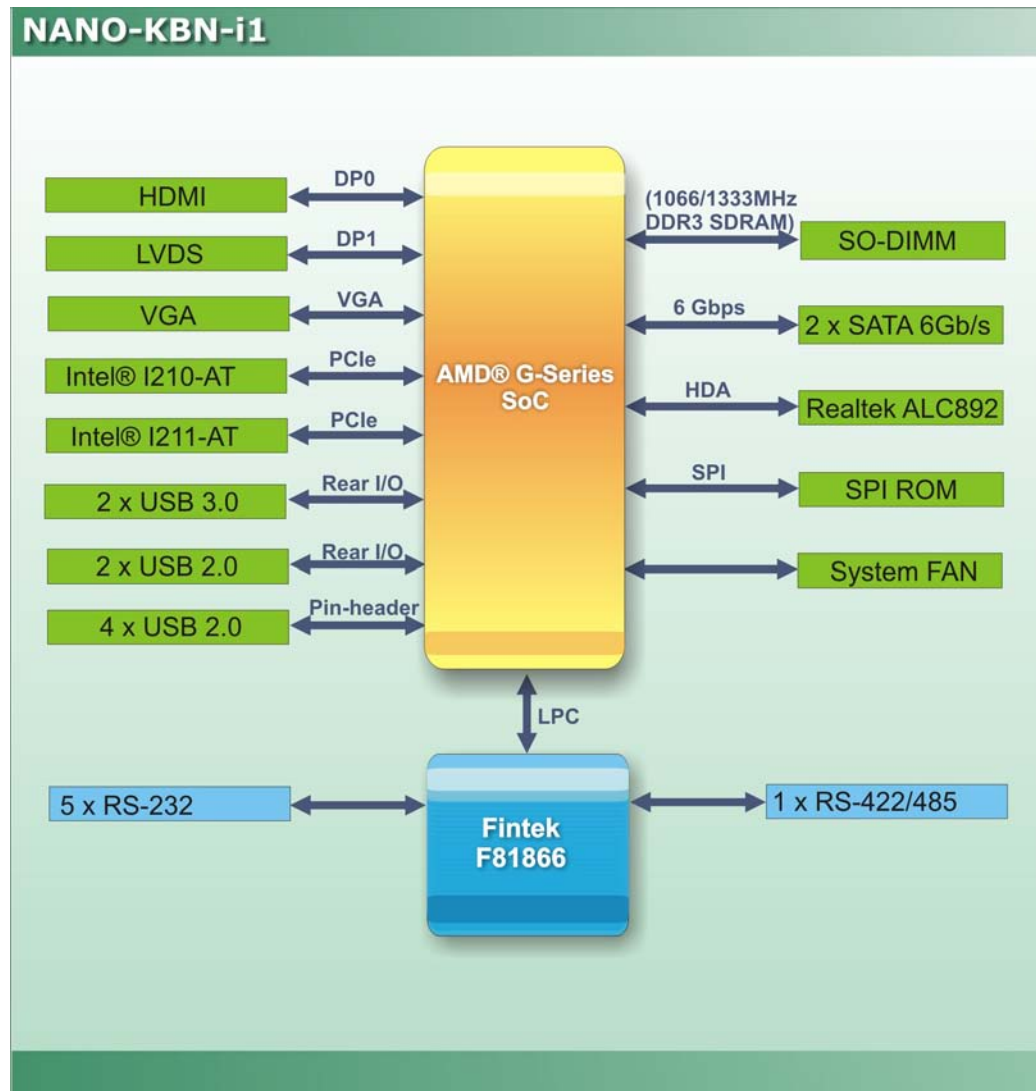 NANO-KBN-i1
HDMI
DP0
LVDS
DP1
VGA
VGA
Intel® I210-AT
PCIe
Intel® I211-AT
PCIe
2 x USB 3.0
Rear I/O
2 x USB 2.0
Rear I/O
4 x USB 2.0
Pin-header
AMD® G-Series
SoC
(1066/1333MHz
DDR3 SDRAM)
SO-DIMM
6 Gbps
2 x SATA 6Gb/s
HDA
Realtek ALC892
SPI
SPI ROM
System FAN
LPC
5 x RS-232
Fintek
F81866
1 x RS-422/485